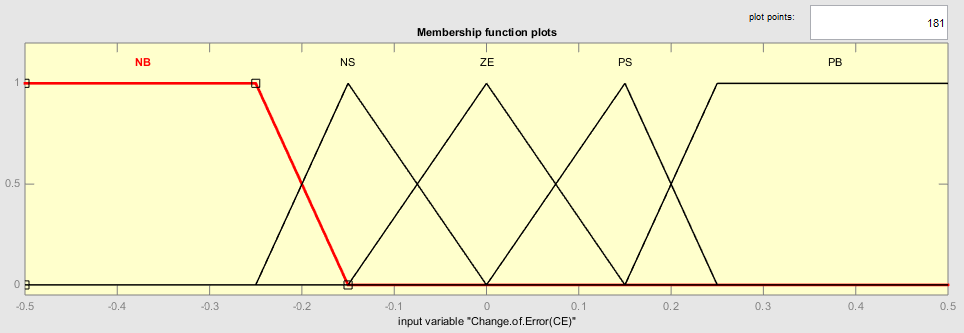 plot points: 181
Membership function plots
NB NS ZE PS PB
1
0.5
0
-0.5 -0.4 -0.3 -0.2 -0.1 0 0.1 0.2 0.3 0.4 0.5
input variable "Change.of.Error(CE)"